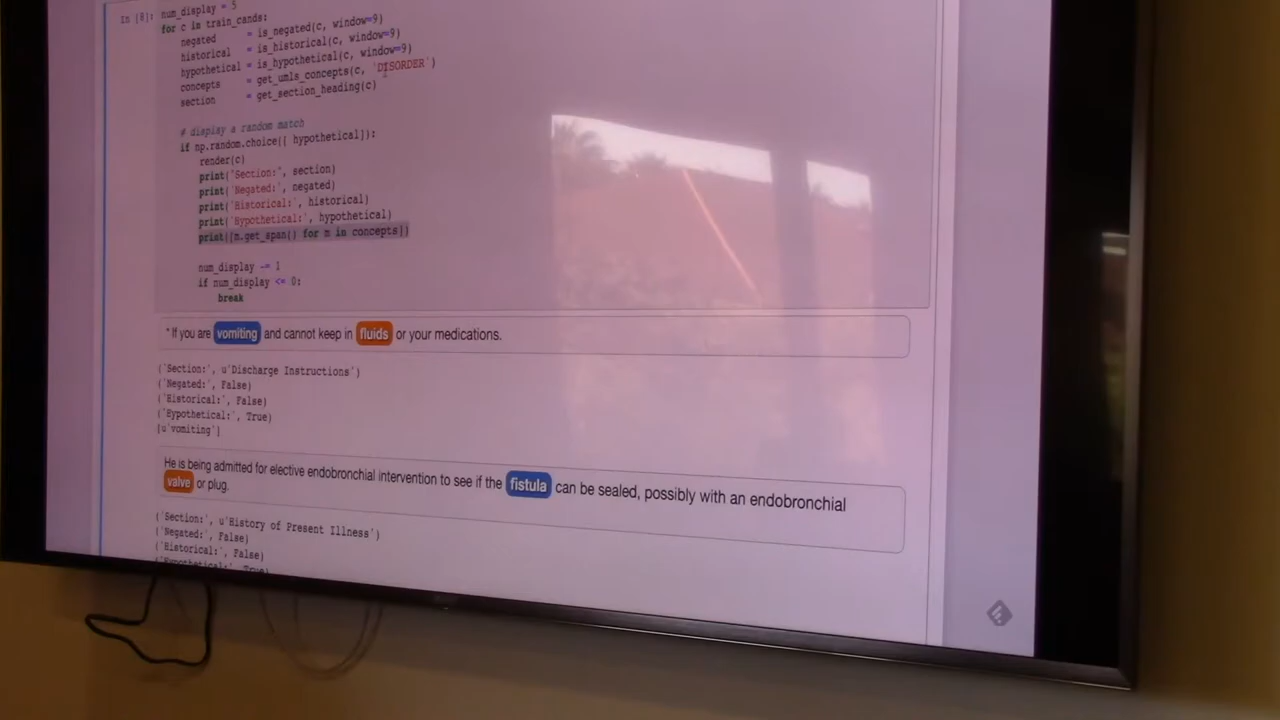 In [8]: num_display = 5
for c in train_cands:
negated = is_negated(c, window=9)
historical = is_historical(c, window=9)
hypothetical = is_hypothetical(c, window=9)
concepts = get_umls_concepts(c, 'DISORDER')
section = get_section_heading(c)
# display a random match
if np.random.choice([ hypothetical]):
render(c)
print("Section:", section)
print('Negated:', negated)
print('Historical:', historical)
print('Hypothetical:', hypothetical)
print([m.get_span() for m in concepts])
num_display -= 1
if num_display <= 0:
break
* If you are vomiting and cannot keep in fluids or your medications.
('Section:', u'Discharge Instructions')
('Negated:', False)
('Historical:', False)
('Hypothetical:', True)
[u'vomiting']
He is being admitted for elective endobronchial intervention to see if the fistula can be sealed, possibly with an endobronchial
valve or plug.
('Section:', u'History of Present Illness')
('Negated:', False)
('Historical:', False)
('Hypothetical:', True)